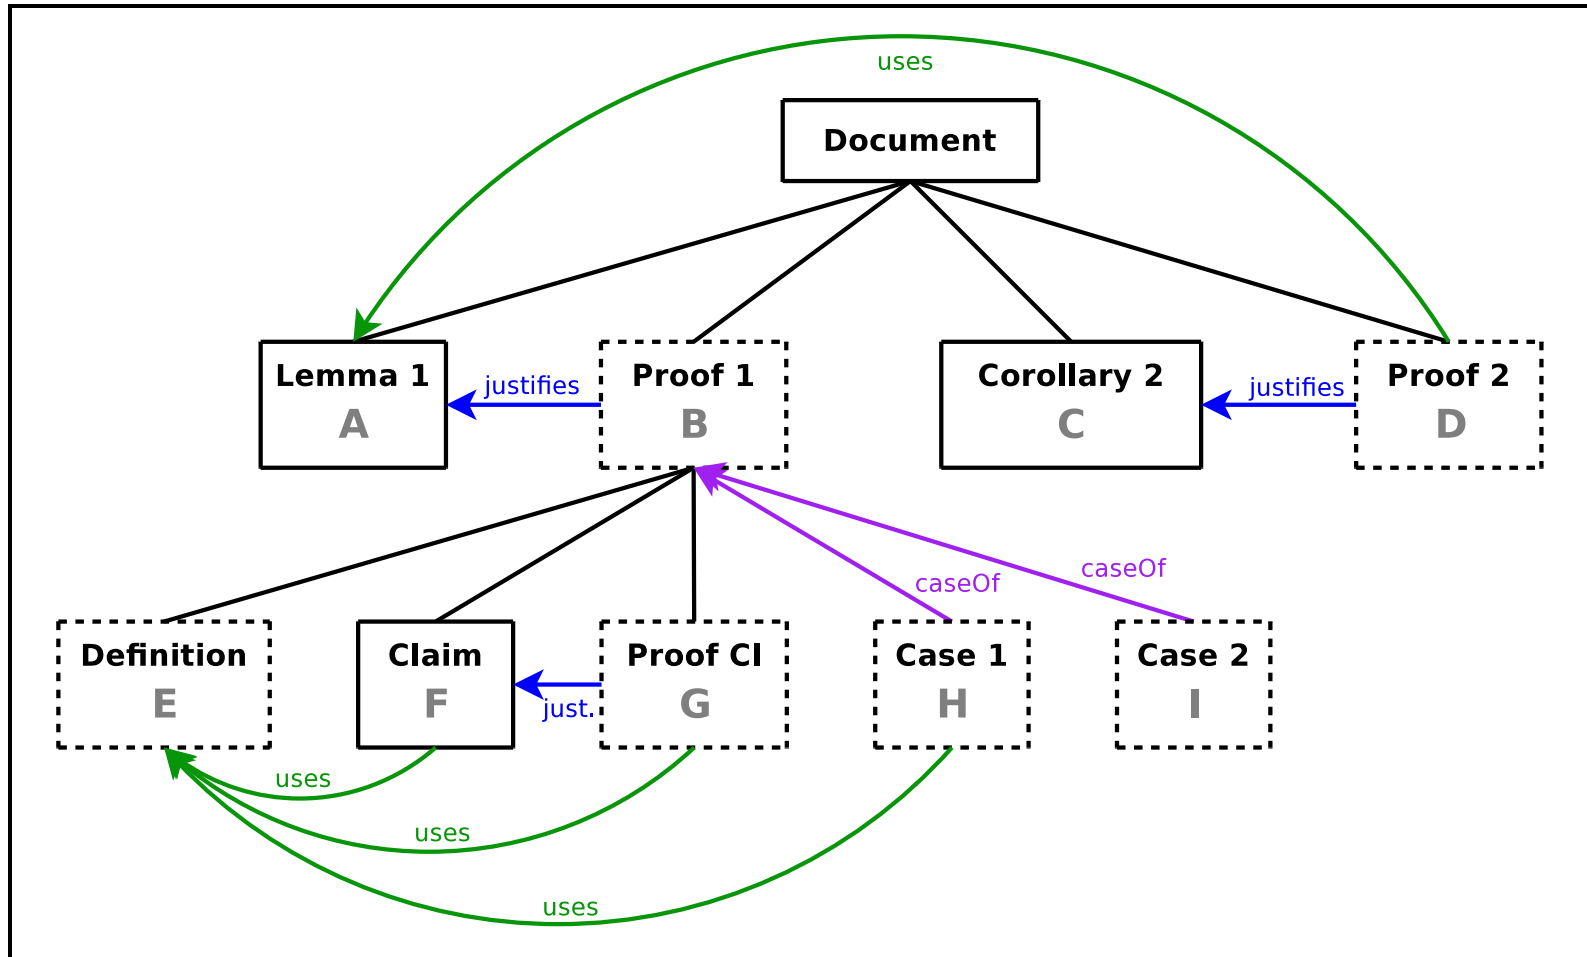 uses
Document
Lemma 1
A
justifies
Proof 1
B
Corollary 2
C
justifies
Proof 2
D
caseOf
caseOf
Definition
E
Claim
F
just.
Proof Cl
G
Case 1
H
Case 2
I
uses
uses
uses